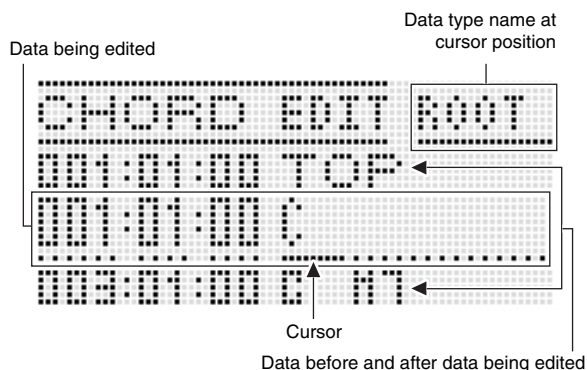 Data type name at
cursor position
Data being edited
CHORD EDIT ROOT
001:01:00 TOP
001:01:00 C
003:01:00 M7
Cursor
Data before and after data being edited